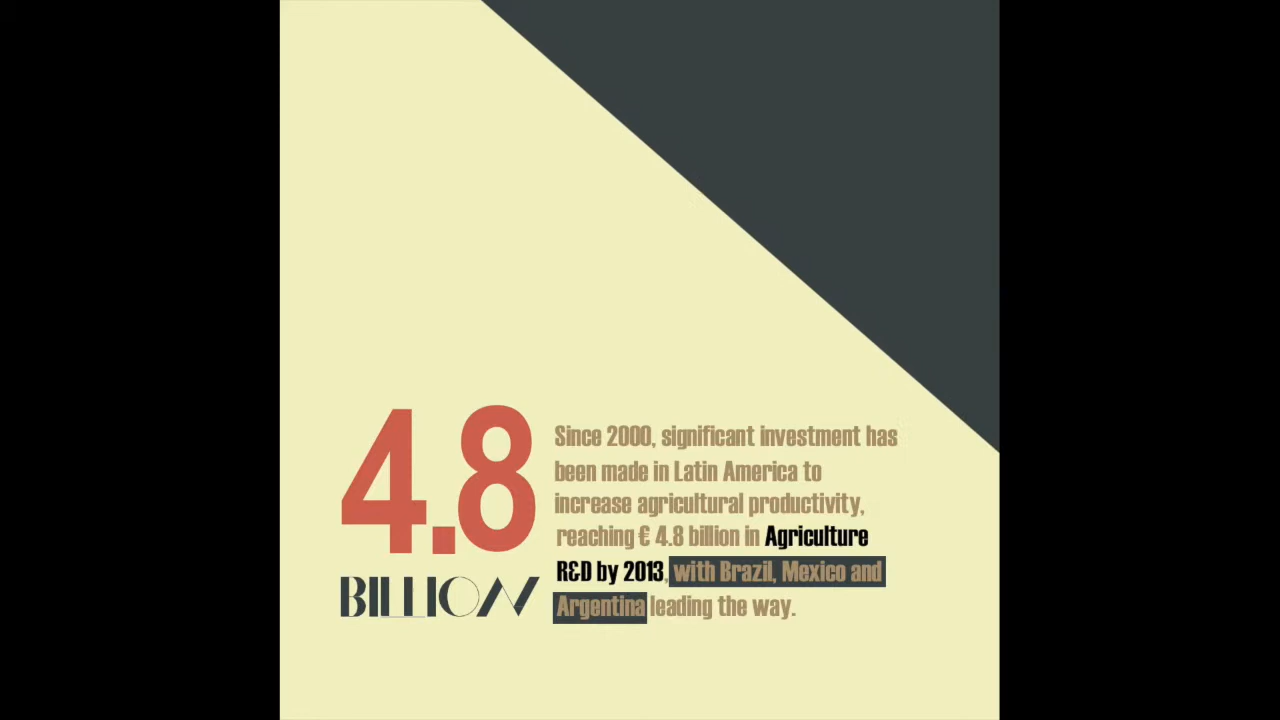 4.8
BILLION
Since 2000, significant investment has
been made in Latin America to
increase agricultural productivity,
reaching € 4.8 billion in Agriculture
R&D by 2013, with Brazil, Mexico and
Argentina leading the way.